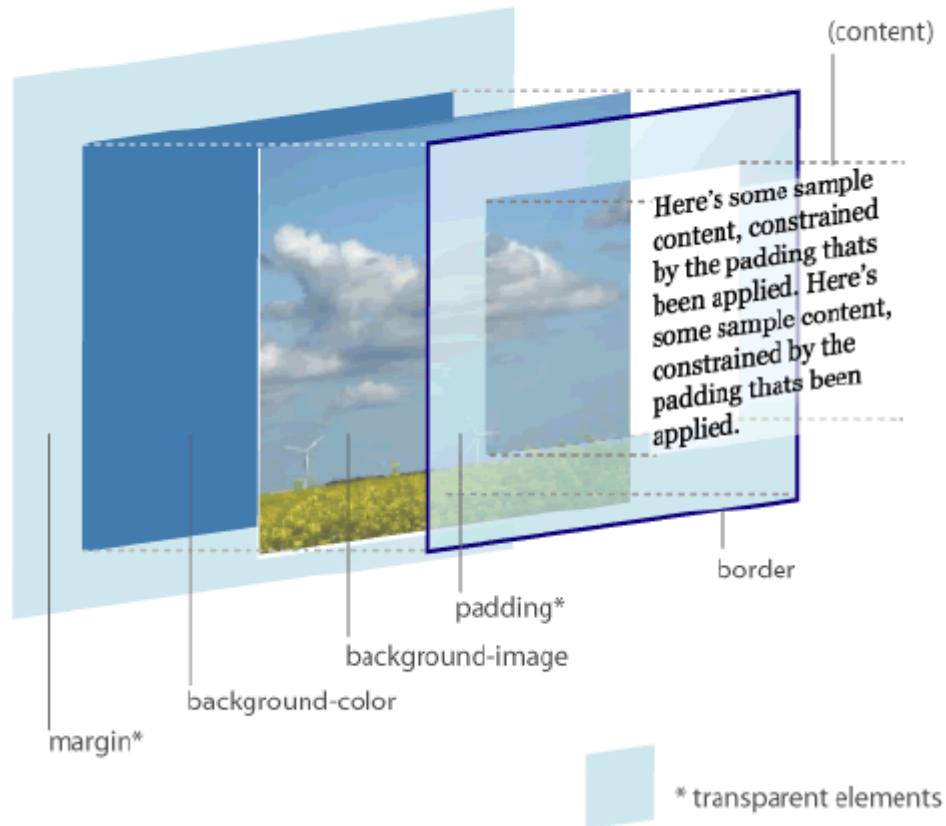 (content)
Here's some sample
content, constrained
by the padding thats
been applied. Here's
some sample content,
constrained by the
padding thats been
applied.
border
padding*
background-image
background-color
margin*
* transparent elements